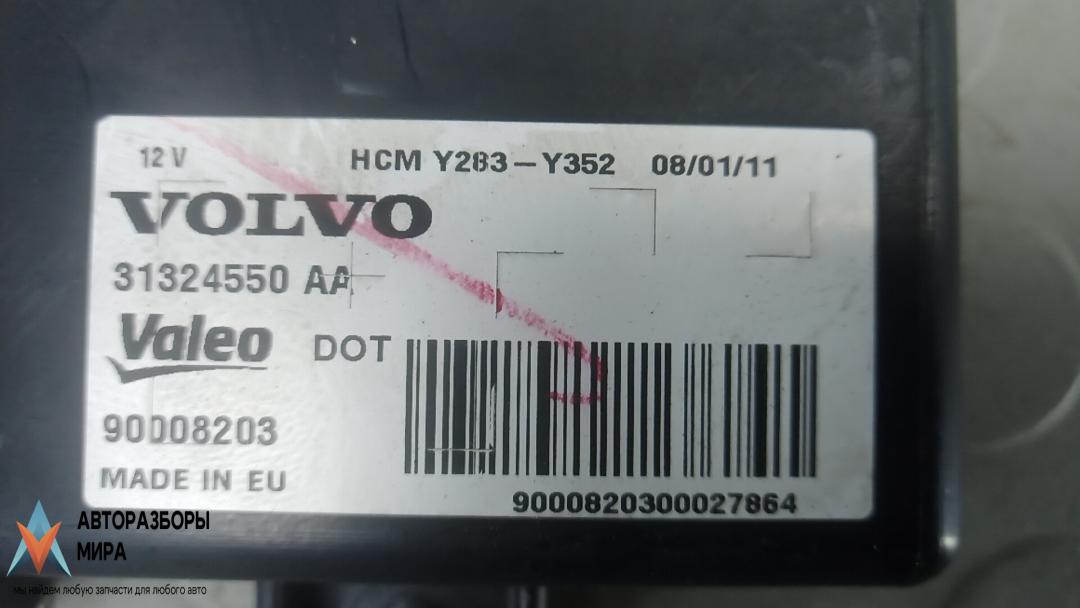 12 V HCM Y283-Y352 08/01/11
VOLVO
31324550 AA
Valeo DOT
90008203
MADE IN EU
9000820300027864
АВТОРАЗБОРЫ
МИРА
мы найдем любую запчасти для любого авто